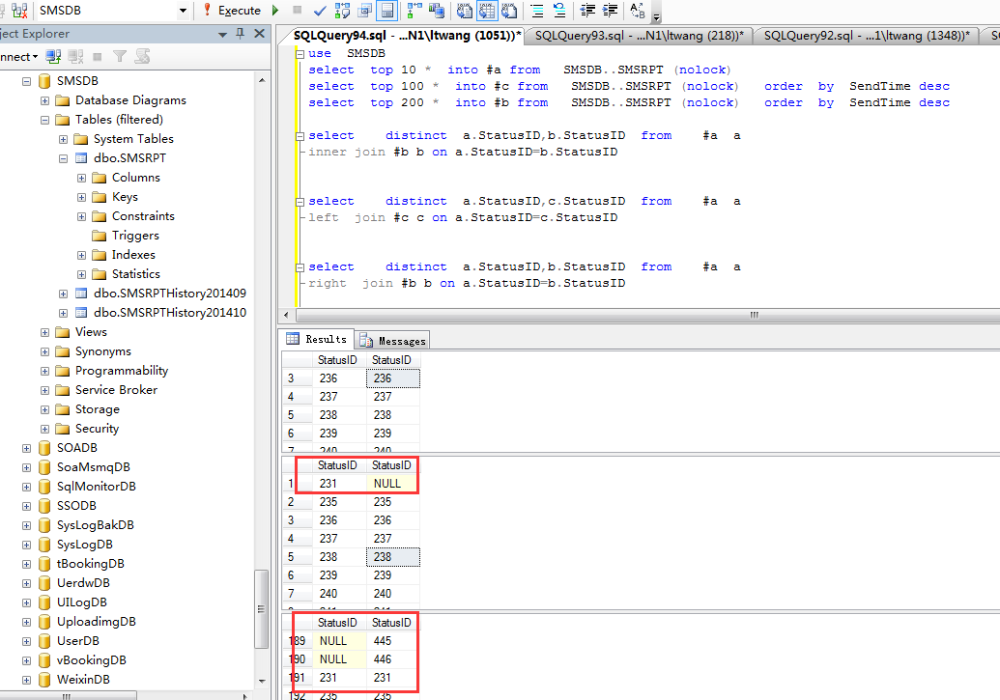 SMSDB
Execute
ject Explorer
SQLQuery94.sql - ...N1\ltwang (1051))*
SQLQuery93.sql - ...N1\ltwang (218))*
SQLQuery92.sql - ...1\ltwang (1348))*
nnect
SMSDB
Database Diagrams
Tables (filtered)
System Tables
dbo.SMSRPT
Columns
Keys
Constraints
Triggers
Indexes
Statistics
dbo.SMSRPTHistory201409
dbo.SMSRPTHistory201410
Views
Synonyms
Programmability
Service Broker
Storage
Security
SOADB
SoaMsmqDB
SqlMonitorDB
SSODB
SysLogBakDB
SysLogDB
tBookingDB
UerdwDB
UILogDB
UploadimgDB
UserDB
vBookingDB
WeixinDB
use SMSDB
select top 10 * into #a from SMSDB..SMSRPT (nolock)
select top 100 * into #c from SMSDB..SMSRPT (nolock) order by SendTime desc
select top 200 * into #b from SMSDB..SMSRPT (nolock) order by SendTime desc
select distinct a.StatusID,b.StatusID from #a a
inner join #b b on a.StatusID=b.StatusID
select distinct a.StatusID,c.StatusID from #a a
left join #c c on a.StatusID=c.StatusID
select distinct a.StatusID,b.StatusID from #a a
right join #b b on a.StatusID=b.StatusID
Results
Messages
StatusID StatusID
3 236 236
4 237 237
5 238 238
6 239 239
7 240 240
StatusID StatusID
1 231 NULL
2 235 235
3 236 236
4 237 237
5 238 238
6 239 239
7 240 240
StatusID StatusID
189 NULL 445
190 NULL 446
191 231 231
192 235 235